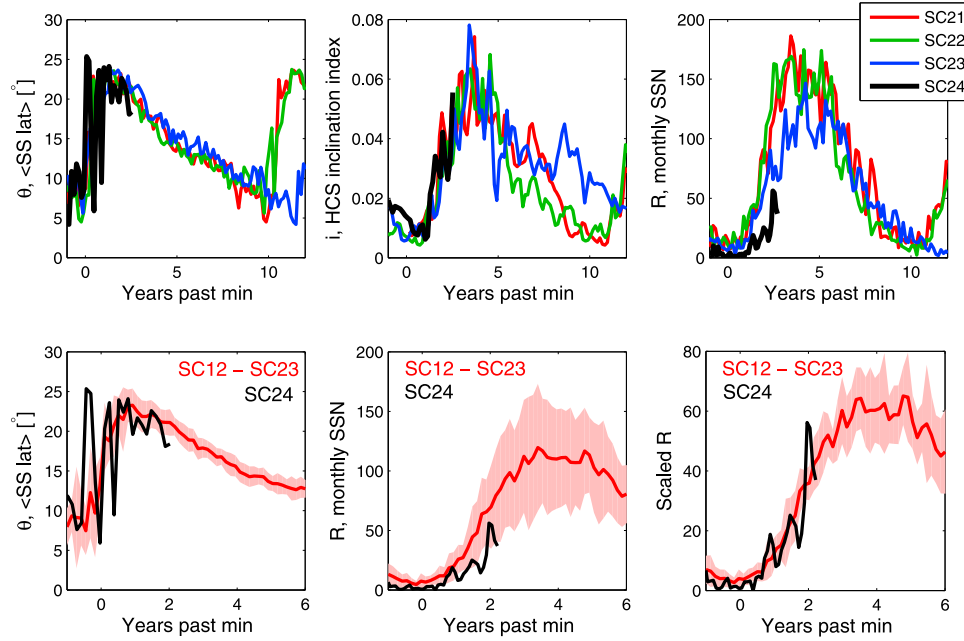 30
25
20
15
10
5
0
0
5
10
θ, <SS lat> [°]
Years past min
0.08
0.06
0.04
0.02
0
0
5
10
i, HCS inclination index
Years past min
200
150
100
50
0
0
5
10
R, monthly SSN
Years past min
SC21
SC22
SC23
SC24
30
25
20
15
10
5
0
0
2
4
6
θ, <SS lat> [°]
Years past min
SC12 – SC23
SC24
200
150
100
50
0
0
2
4
6
R, monthly SSN
Years past min
SC12 – SC23
SC24
80
60
40
20
0
0
2
4
6
Scaled R
Years past min
SC12 – SC23
SC24